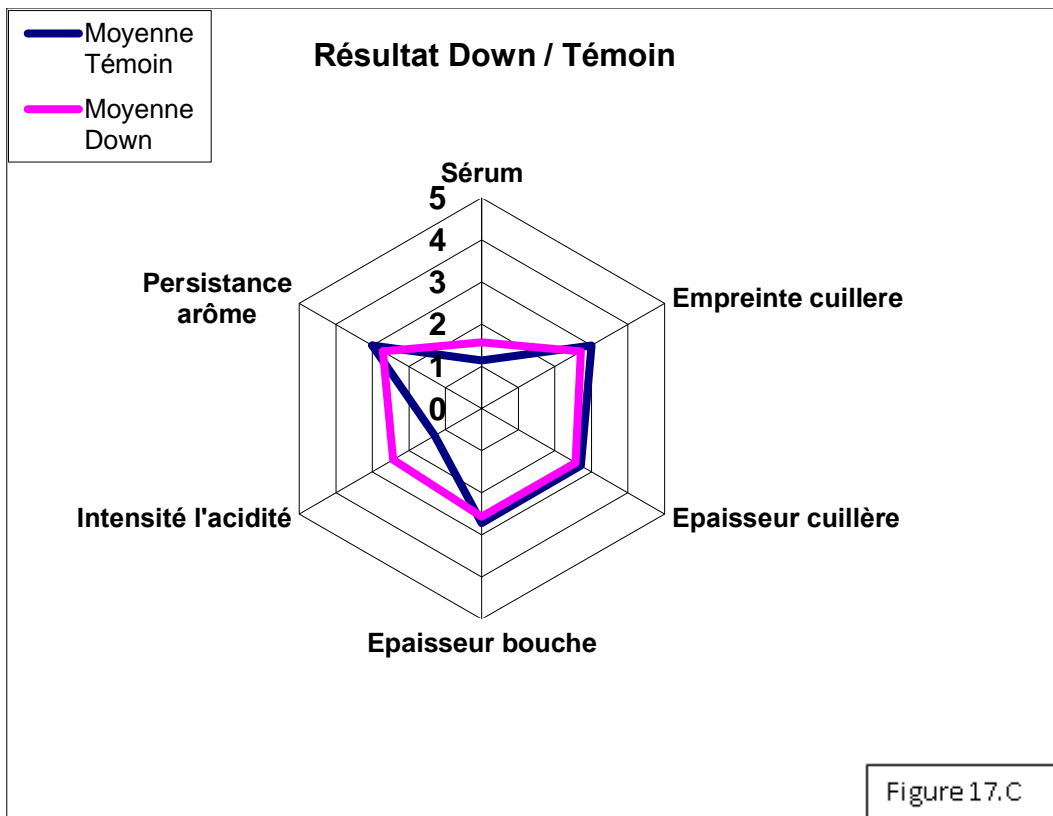 Moyenne
Témoin
Moyenne
Down
Résultat Down / Témoin
Sérum
5
4
3
2
1
0
Persistance
arôme
Empreinte cuillere
Intensité l'acidité
Epaisseur cuillère
Epaisseur bouche
Figure 17.C